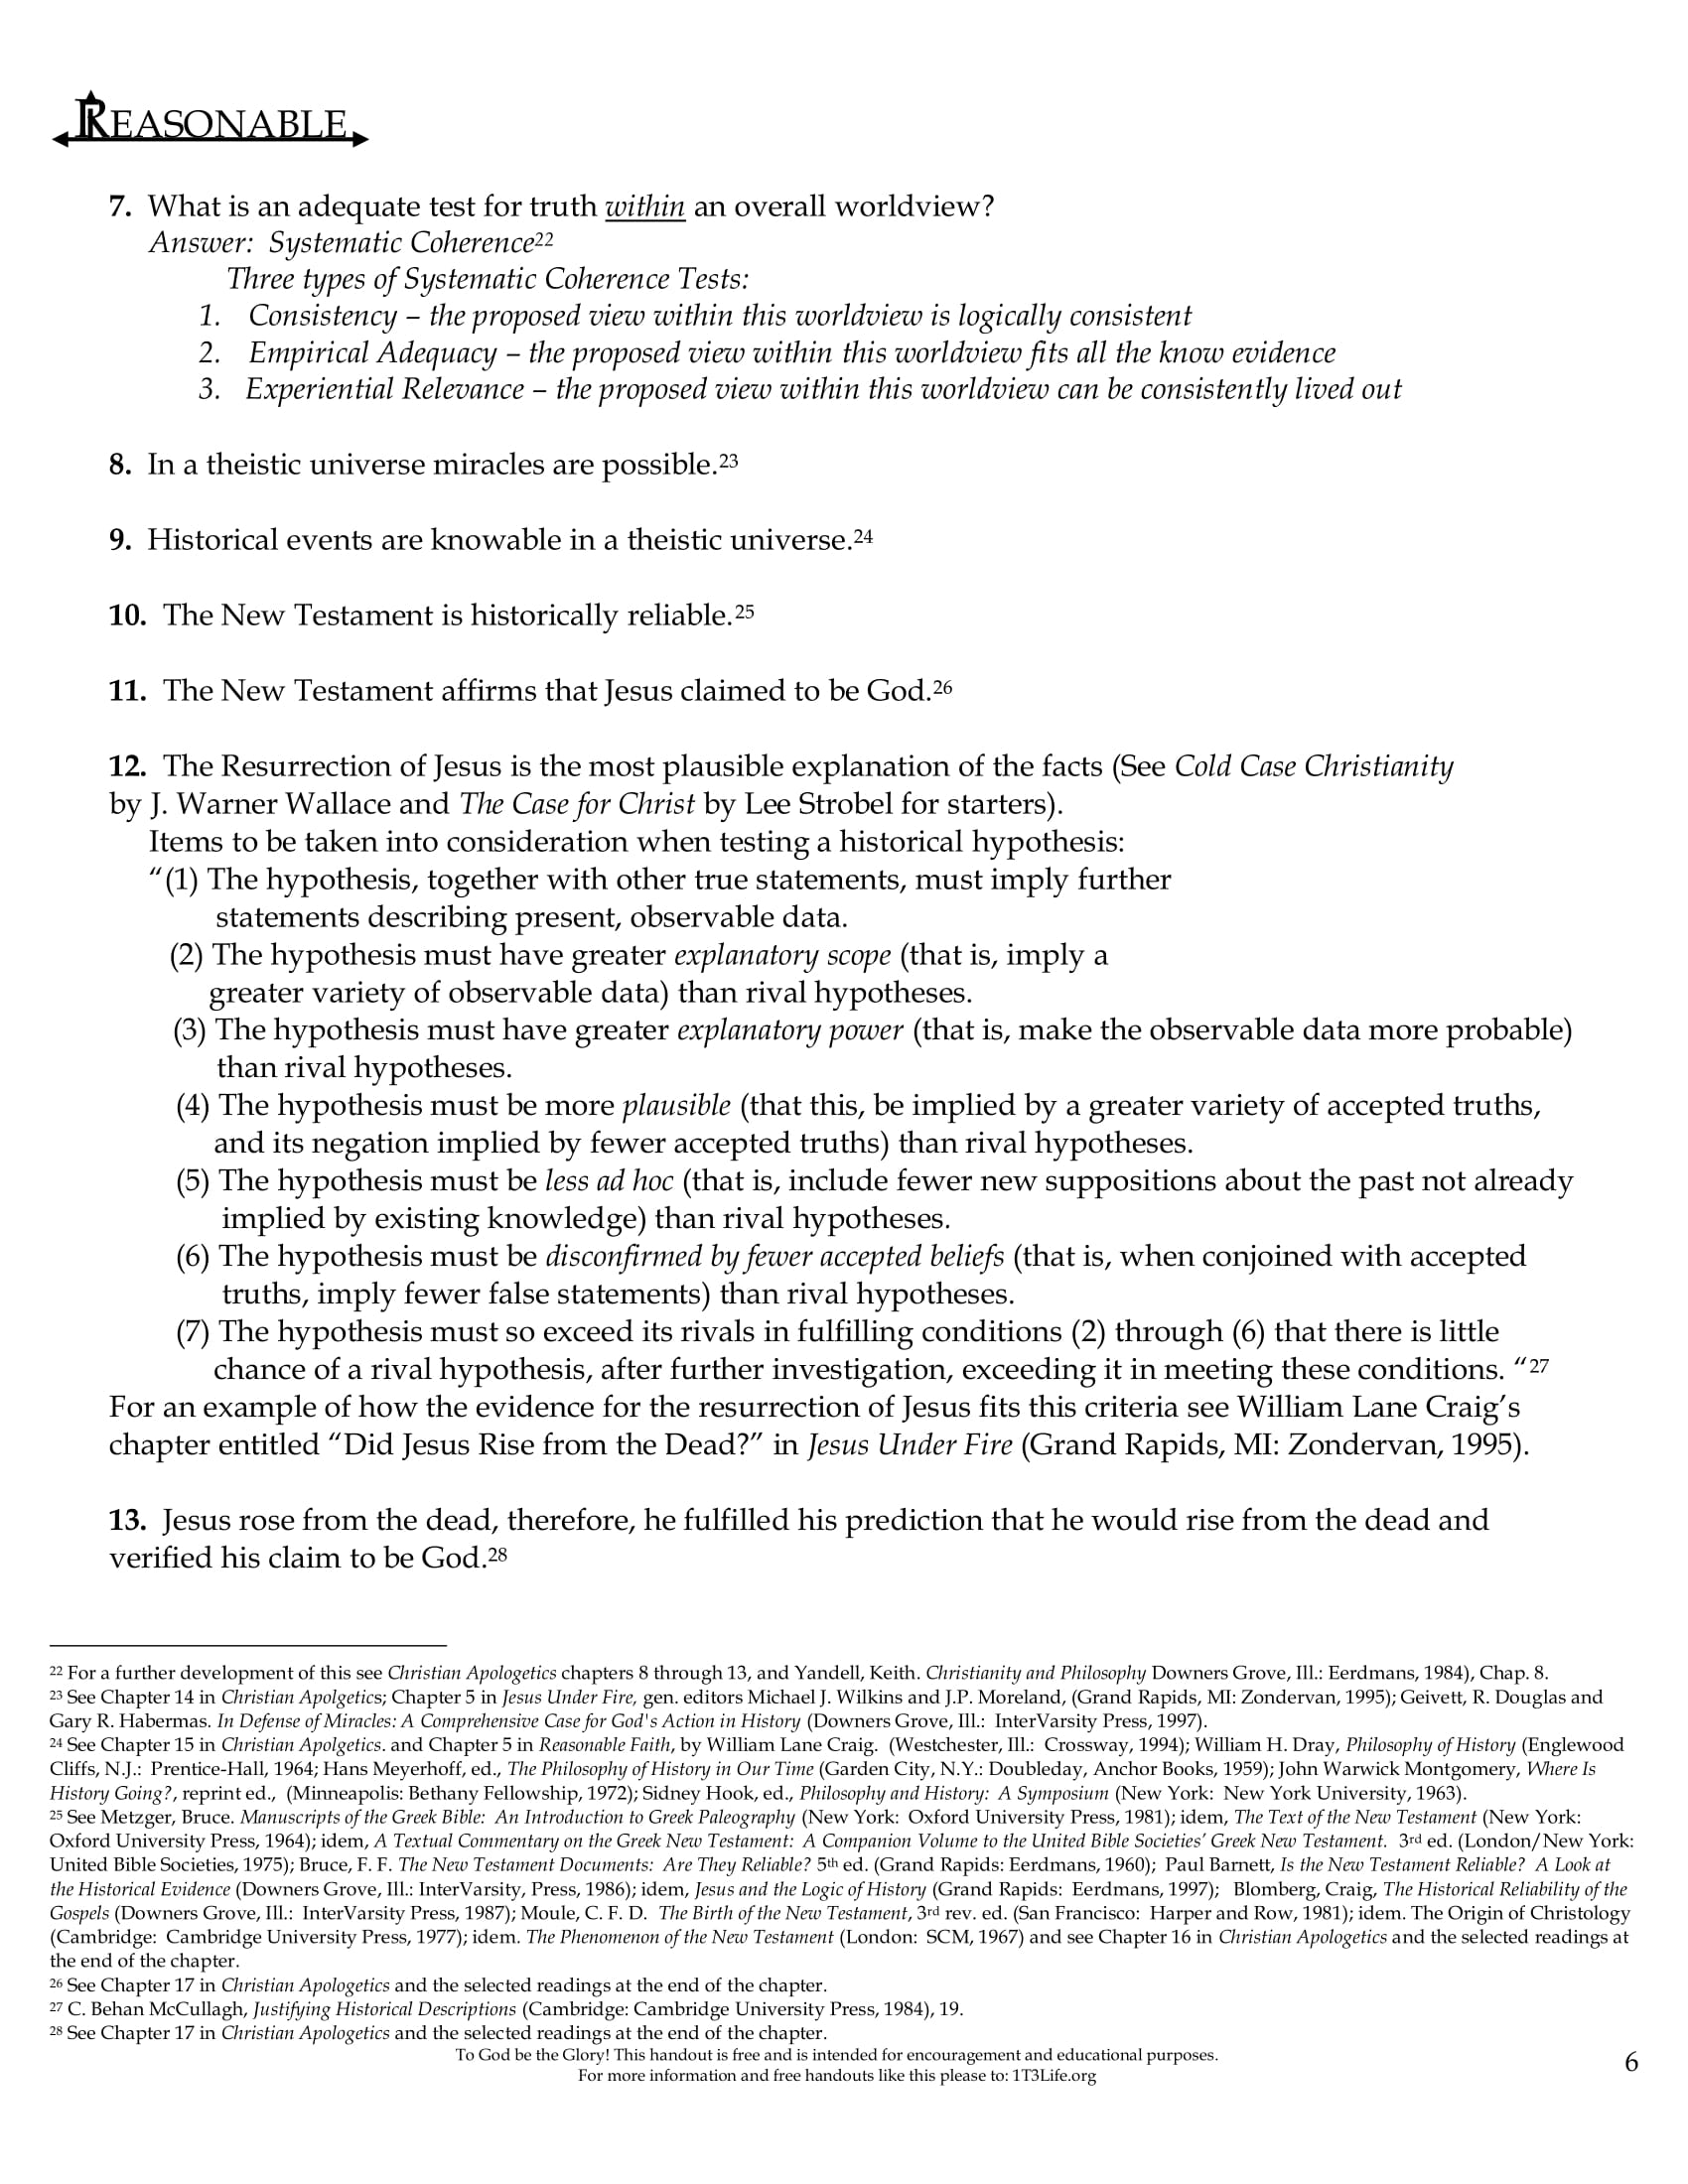 REASONABLE
7. What is an adequate test for truth within an overall worldview?
Answer: Systematic Coherence22
Three types of Systematic Coherence Tests:
1. Consistency – the proposed view within this worldview is logically consistent
2. Empirical Adequacy – the proposed view within this worldview fits all the know evidence
3. Experiential Relevance – the proposed view within this worldview can be consistently lived out
8. In a theistic universe miracles are possible.23
9. Historical events are knowable in a theistic universe.24
10. The New Testament is historically reliable.25
11. The New Testament affirms that Jesus claimed to be God.26
12. The Resurrection of Jesus is the most plausible explanation of the facts (See Cold Case Christianity
by J. Warner Wallace and The Case for Christ by Lee Strobel for starters).
Items to be taken into consideration when testing a historical hypothesis:
“(1) The hypothesis, together with other true statements, must imply further
statements describing present, observable data.
(2) The hypothesis must have greater explanatory scope (that is, imply a
greater variety of observable data) than rival hypotheses.
(3) The hypothesis must have greater explanatory power (that is, make the observable data more probable)
than rival hypotheses.
(4) The hypothesis must be more plausible (that this, be implied by a greater variety of accepted truths,
and its negation implied by fewer accepted truths) than rival hypotheses.
(5) The hypothesis must be less ad hoc (that is, include fewer new suppositions about the past not already
implied by existing knowledge) than rival hypotheses.
(6) The hypothesis must be disconfirmed by fewer accepted beliefs (that is, when conjoined with accepted
truths, imply fewer false statements) than rival hypotheses.
(7) The hypothesis must so exceed its rivals in fulfilling conditions (2) through (6) that there is little
chance of a rival hypothesis, after further investigation, exceeding it in meeting these conditions. “27
For an example of how the evidence for the resurrection of Jesus fits this criteria see William Lane Craig’s
chapter entitled “Did Jesus Rise from the Dead?” in Jesus Under Fire (Grand Rapids, MI: Zondervan, 1995).
13. Jesus rose from the dead, therefore, he fulfilled his prediction that he would rise from the dead and
verified his claim to be God.28
22 For a further development of this see Christian Apologetics chapters 8 through 13, and Yandell, Keith. Christianity and Philosophy Downers Grove, Ill.: Eerdmans, 1984), Chap. 8.
23 See Chapter 14 in Christian Apolgetics; Chapter 5 in Jesus Under Fire, gen. editors Michael J. Wilkins and J.P. Moreland, (Grand Rapids, MI: Zondervan, 1995); Geivett, R. Douglas and
Gary R. Habermas. In Defense of Miracles: A Comprehensive Case for God's Action in History (Downers Grove, Ill.: InterVarsity Press, 1997).
24 See Chapter 15 in Christian Apolgetics. and Chapter 5 in Reasonable Faith, by William Lane Craig. (Westchester, Ill.: Crossway, 1994); William H. Dray, Philosophy of History (Englewood
Cliffs, N.J.: Prentice-Hall, 1964; Hans Meyerhoff, ed., The Philosophy of History in Our Time (Garden City, N.Y.: Doubleday, Anchor Books, 1959); John Warwick Montgomery, Where Is
History Going?, reprint ed., (Minneapolis: Bethany Fellowship, 1972); Sidney Hook, ed., Philosophy and History: A Symposium (New York: New York University, 1963).
25 See Metzger, Bruce. Manuscripts of the Greek Bible: An Introduction to Greek Paleography (New York: Oxford University Press, 1981); idem, The Text of the New Testament (New York:
Oxford University Press, 1964); idem, A Textual Commentary on the Greek New Testament: A Companion Volume to the United Bible Societies’ Greek New Testament. 3rd ed. (London/New York:
United Bible Societies, 1975); Bruce, F. F. The New Testament Documents: Are They Reliable? 5th ed. (Grand Rapids: Eerdmans, 1960); Paul Barnett, Is the New Testament Reliable? A Look at
the Historical Evidence (Downers Grove, Ill.: InterVarsity, Press, 1986); idem, Jesus and the Logic of History (Grand Rapids: Eerdmans, 1997); Blomberg, Craig, The Historical Reliability of the
Gospels (Downers Grove, Ill.: InterVarsity Press, 1987); Moule, C. F. D. The Birth of the New Testament, 3rd rev. ed. (San Francisco: Harper and Row, 1981); idem. The Origin of Christology
(Cambridge: Cambridge University Press, 1977); idem. The Phenomenon of the New Testament (London: SCM, 1967) and see Chapter 16 in Christian Apologetics and the selected readings at
the end of the chapter.
26 See Chapter 17 in Christian Apologetics and the selected readings at the end of the chapter.
27 C. Behan McCullagh, Justifying Historical Descriptions (Cambridge: Cambridge University Press, 1984), 19.
28 See Chapter 17 in Christian Apologetics and the selected readings at the end of the chapter.
To God be the Glory! This handout is free and is intended for encouragement and educational purposes.
For more information and free handouts like this please to: 1T3Life.org
6